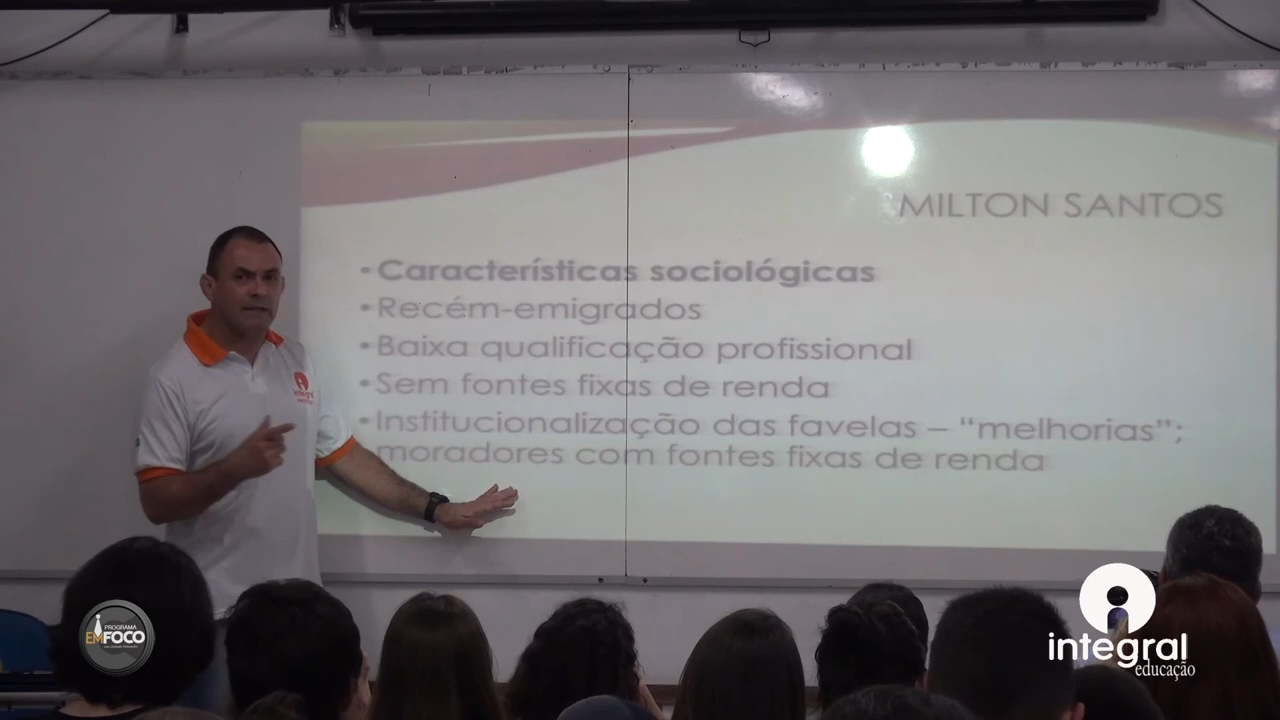 MILTON SANTOS
• Características sociológicas
• Recém-emigrados
• Baixa qualificação profissional
• Sem fontes fixas de renda
• Institucionalização das favelas – “melhorias”;
moradores com fontes fixas de renda
integral
PROGRAMA
EMFOCO
integral
educação